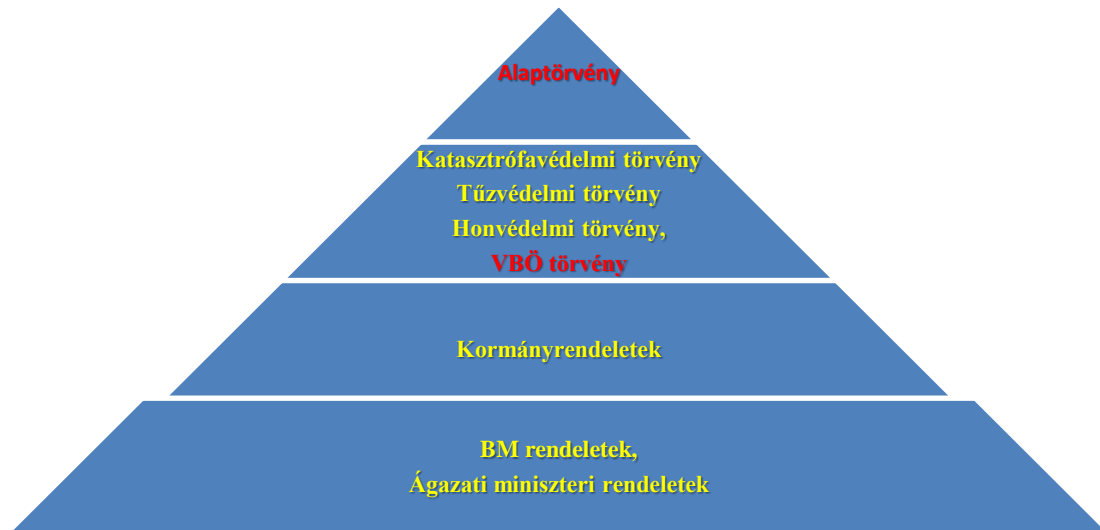 Alaptörvény
Katasztrófavédelmi törvény
Tűzvédelmi törvény
Honvédelmi törvény,
VBÖ törvény
Kormányrendeletek
BM rendeletek,
Ágazati miniszteri rendeletek